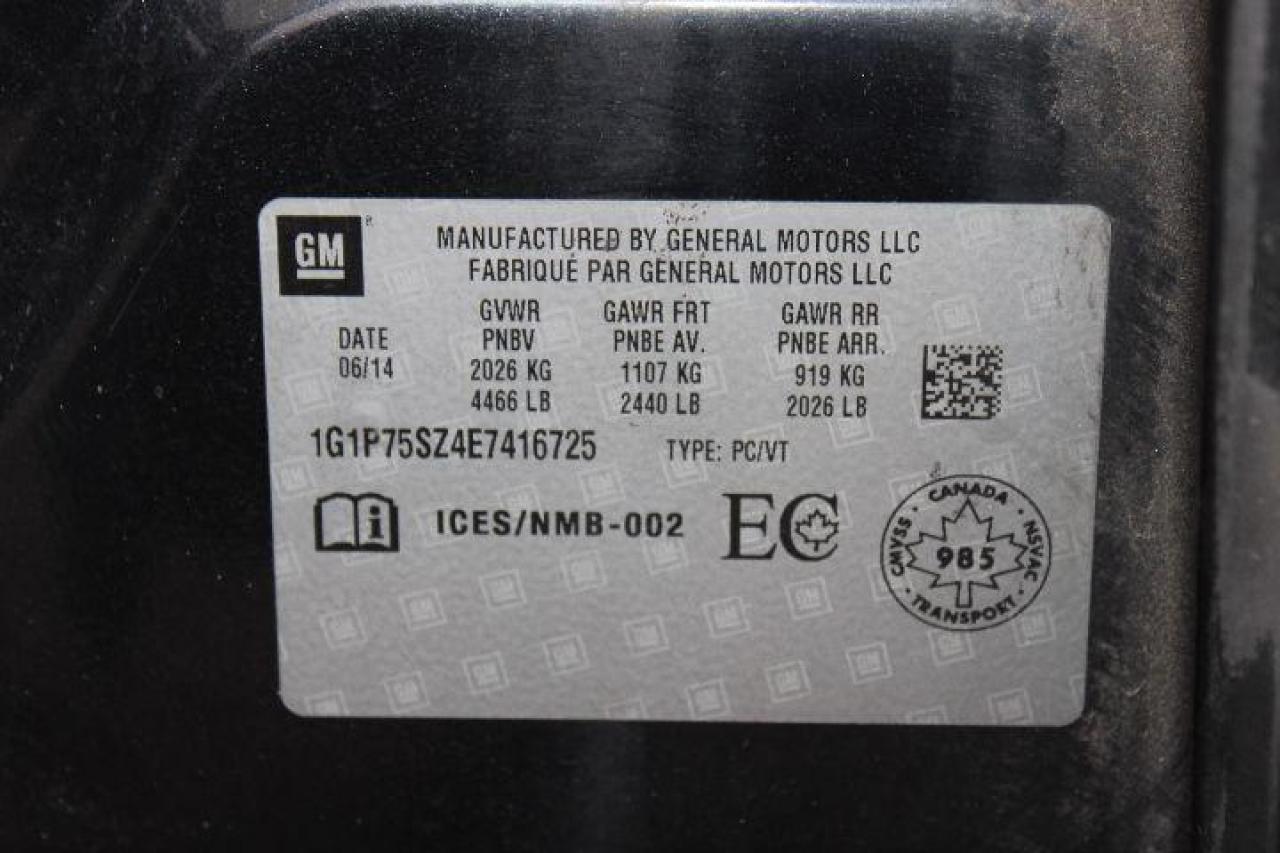 GM
MANUFACTURED BY GENERAL MOTORS LLC
FABRIQUÉ PAR GENERAL MOTORS LLC
DATE
06/14
GVWR
PNBV
2026 KG
4466 LB
GAWR FRT
PNBE AV.
1107 KG
2440 LB
GAWR RR
PNBE ARR.
919 KG
2026 LB
1G1P75SZ4E7416725 TYPE: PC/VT
i ICES/NMB-002 EC
CANADA
CMVSS 985 NSVAC
TRANSPORT